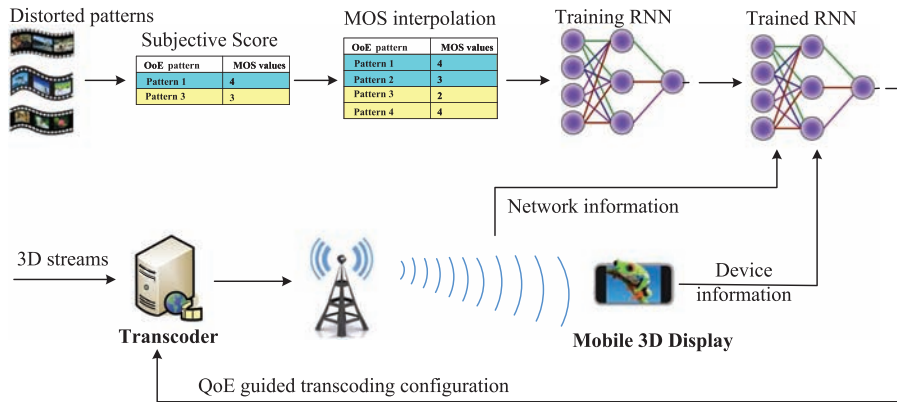 Distorted patterns
Subjective Score
QoE pattern MOS values
Pattern 1 4
Pattern 3 3
MOS interpolation
QoE pattern MOS values
Pattern 1 4
Pattern 2 3
Pattern 3 2
Pattern 4 4
Training RNN
Trained RNN
Network information
3D streams
Transcoder
Device
information
Mobile 3D Display
QoE guided transcoding configuration